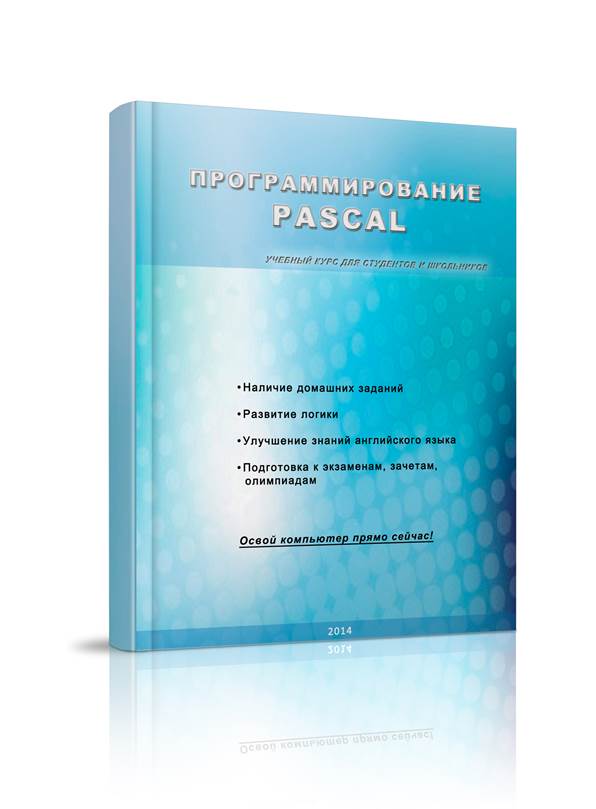 ПРОГРАММИРОВАНИЕ
PASCAL
УЧЕБНЫЙ КУРС ДЛЯ СТУДЕНТОВ И ШКОЛЬНИКОВ
•Наличие домашних заданий
•Развитие логики
•Улучшение знаний английского языка
•Подготовка к экзаменам, зачетам,
олимпиадам
Освой компьютер прямо сейчас!
2014